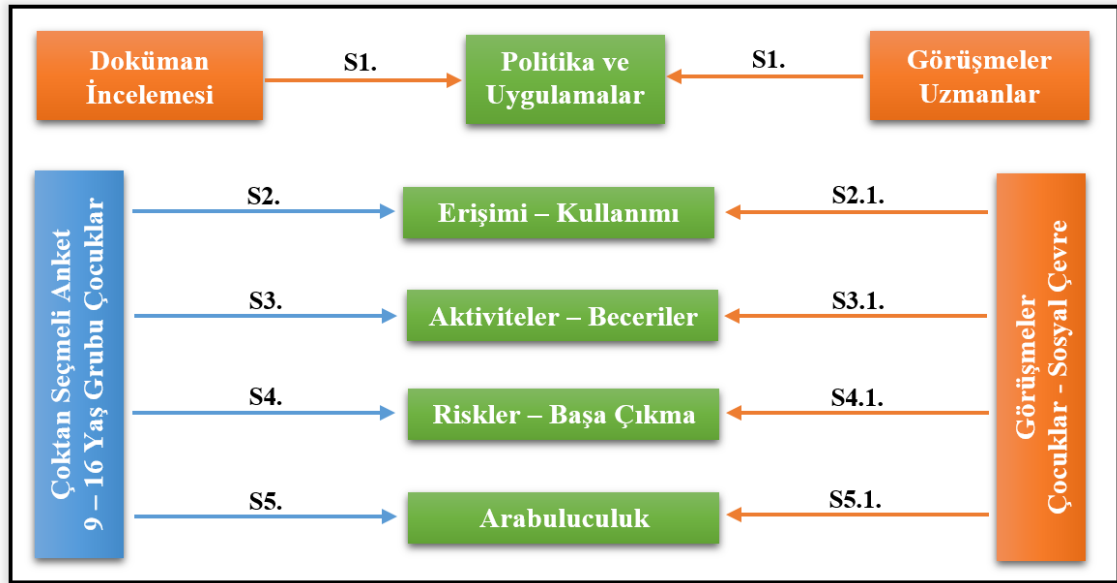 Doküman
İncelemesi
S1.
Politika ve
Uygulamalar
S1.
Görüşmeler
Uzmanlar
Çoktan Seçmeli Anket
9 – 16 Yaş Grubu Çocuklar
S2.
Erişimi – Kullanımı
S2.1.
S3.
Aktiviteler – Beceriler
S3.1.
S4.
Riskler – Başa Çıkma
S4.1.
S5.
Arabuluculuk
S5.1.
Görüşmeler
Çocuklar - Sosyal Çevre